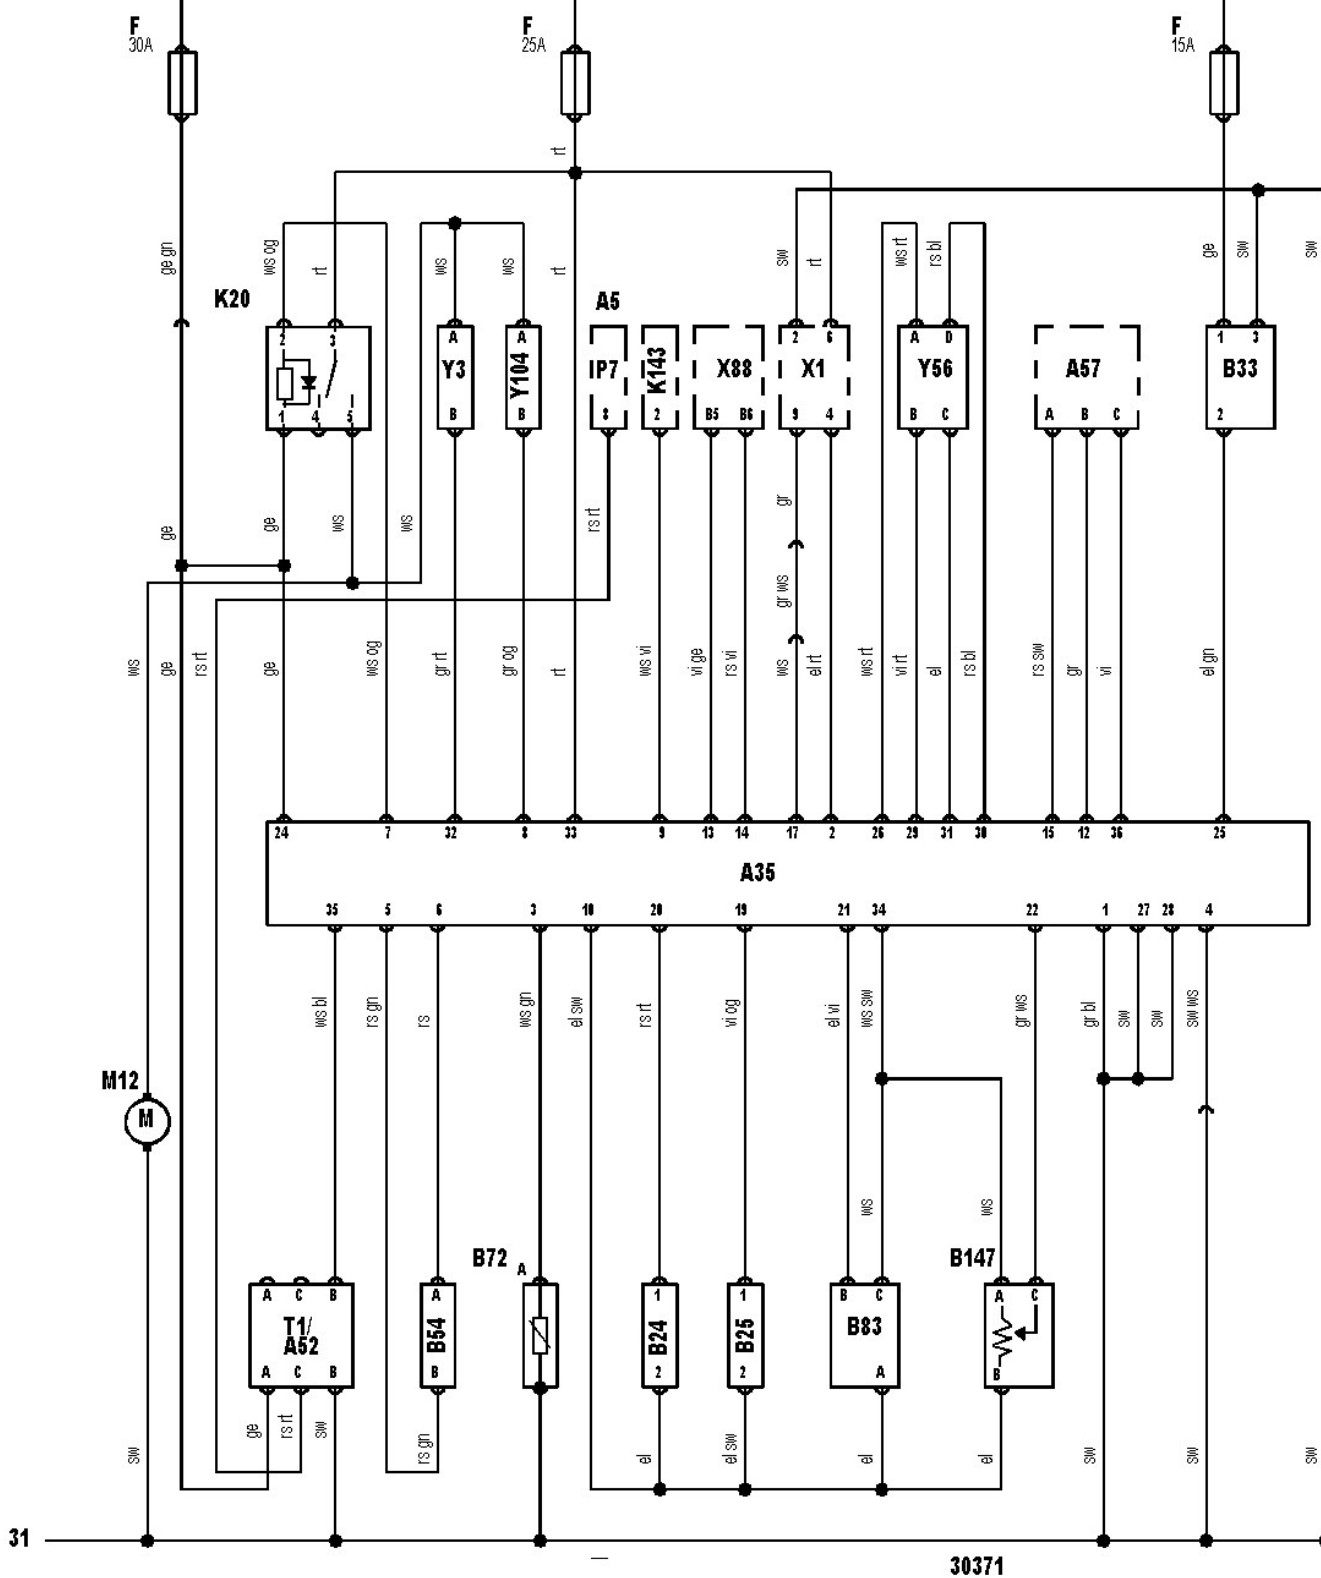 F F F
30A 25A 15A
rt
ge gn ws og rt ws ws rt sw rt ws rt rs bl ge sw sw
K20 A5
2 3 A A 2 6 A D 1 3
Y3 Y104 IP7 K143 X88 X1 Y56 A57 B33
1 4 5 B B 8 2 B5 B6 9 4 B C A B C 2
ge ge ws ws rs rt gr
gr ws
ws ge rs rt ge ws og gr rt gr og rt ws vi vi ge rs vi ws el rt ws rt vi rt el rs bl rs sw gr vi el gn
24 7 32 8 33 9 13 14 17 2 26 29 31 30 15 12 36 25
A35
35 5 6 3 10 20 19 21 34 22 1 27 28 4
ws bl rs gn rs ws gn el sw rs rt vi og el vi ws sw gr ws gr bl sw sw sw ws
M12
M
ws ws
B72 A B147
A C B A 1 1 B C A C
T1/
A52 B54 B24 B25 B83
A C B B 2 2 A B
sw ge rs rt sw rs gn el el sw el el sw sw sw
31
30371